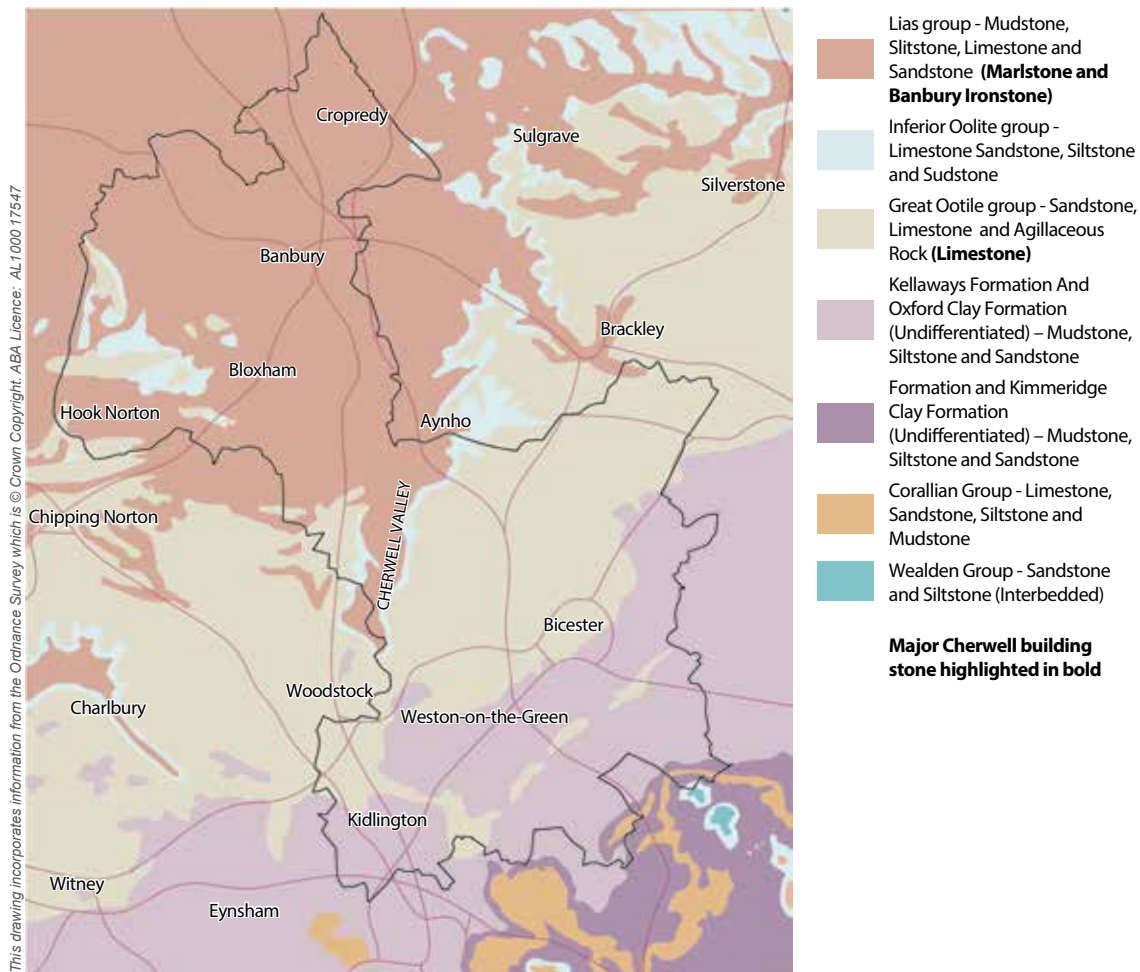 Cropredy
Sulgrave
Silverstone
Banbury
Brackley
Bloxham
Hook Norton
Aynho
CHERWELL VALLEY
Chipping Norton
Bicester
Woodstock
Weston-on-the-Green
Charlbury
Kidlington
Witney
Eynsham
This drawing incorporates information from the Ordnance Survey which is © Crown Copyright. ABA Licence: AL1000 17547
Lias group - Mudstone,
Slitstone, Limestone and
Sandstone (Marlstone and
Banbury Ironstone)
Inferior Oolite group -
Limestone Sandstone, Siltstone
and Sudstone
Great Ootile group - Sandstone,
Limestone and Agillaceous
Rock (Limestone)
Kellaways Formation And
Oxford Clay Formation
(Undifferentiated) – Mudstone,
Siltstone and Sandstone
Formation and Kimmeridge
Clay Formation
(Undifferentiated) – Mudstone,
Siltstone and Sandstone
Corallian Group - Limestone,
Sandstone, Siltstone and
Mudstone
Wealden Group - Sandstone
and Siltstone (Interbedded)
Major Cherwell building
stone highlighted in bold